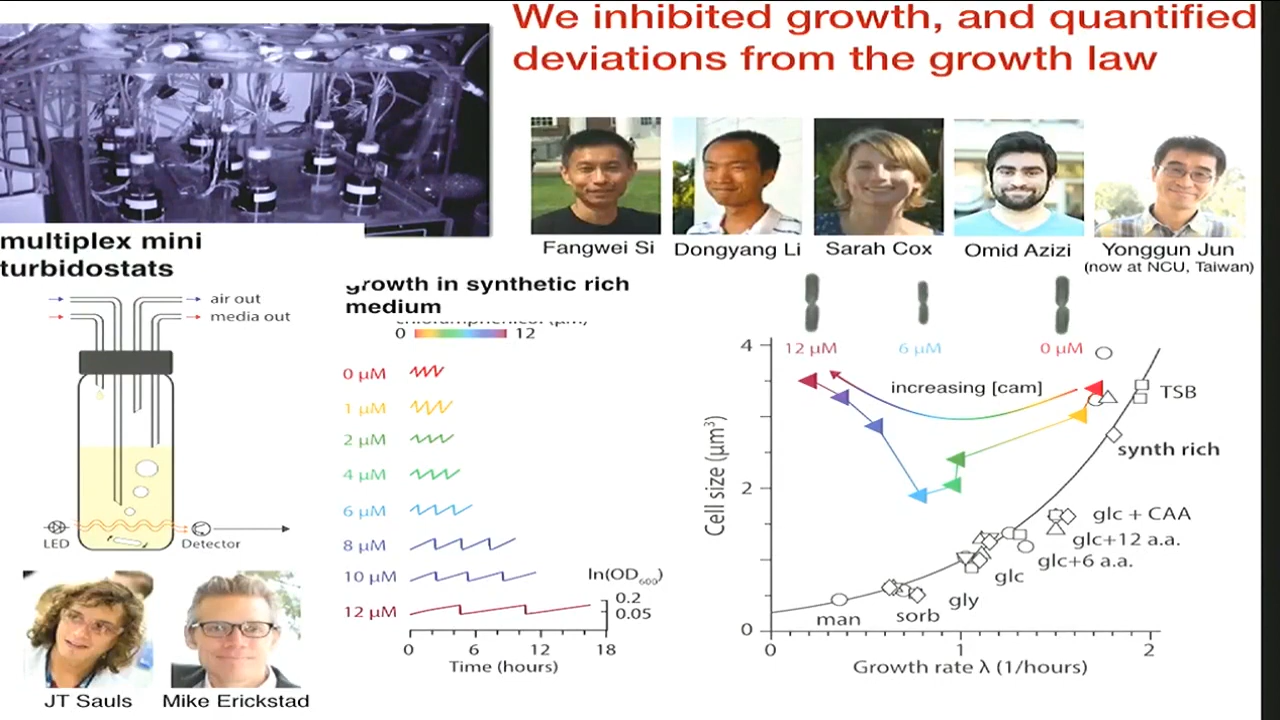 We inhibited growth, and quantified
deviations from the growth law
Fangwei Si
Dongyang Li
Sarah Cox
Omid Azizi
Yonggun Jun
(now at NCU, Taiwan)
multiplex mini
turbidostats
air out
media out
LED
Detector
JT Sauls
Mike Erickstad
growth in synthetic rich
medium
0
12
0 µM
1 µM
2 µM
4 µM
6 µM
8 µM
10 µM
12 µM
ln(OD₆₀₀)
0.2
0.05
0 6 12 18
Time (hours)
12 µM
6 µM
0 µM
increasing [cam]
Cell size (µm³)
4
2
0
TSB
synth rich
glc + CAA
glc+12 a.a.
glc+6 a.a.
glc
gly
sorb
man
0 1 2
Growth rate λ (1/hours)